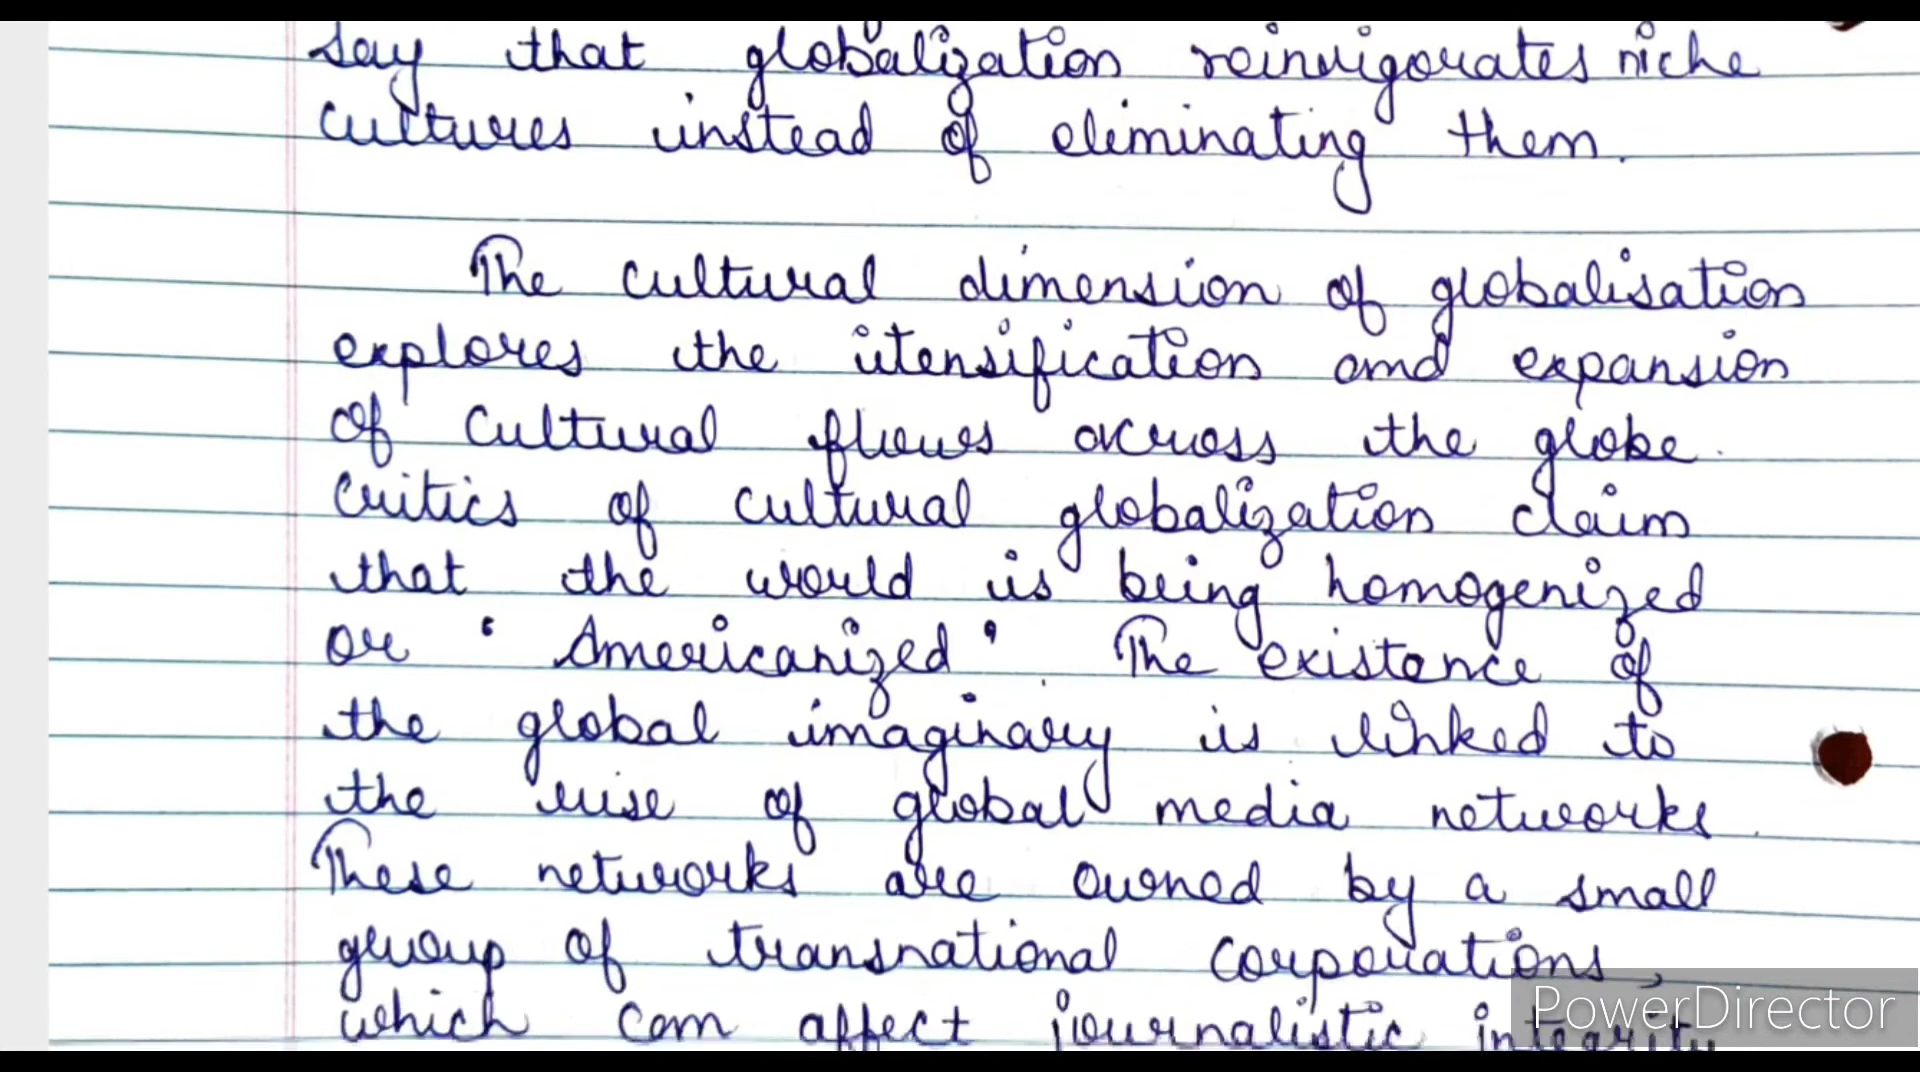 say that globalization reinvigorates niche
cultures instead of eliminating them.
The cultural dimension of globalisation
explores the itensification and expansion
of cultural flows across the globe.
Critics of cultural globalization claim
that the world is being homogenized
or 'Americanized'. The existence of
the global imaginary is linked to
the rise of global media networks.
These networks are owned by a small
group of transnational corporations,
which can affect journalistic integrity
PowerDirector